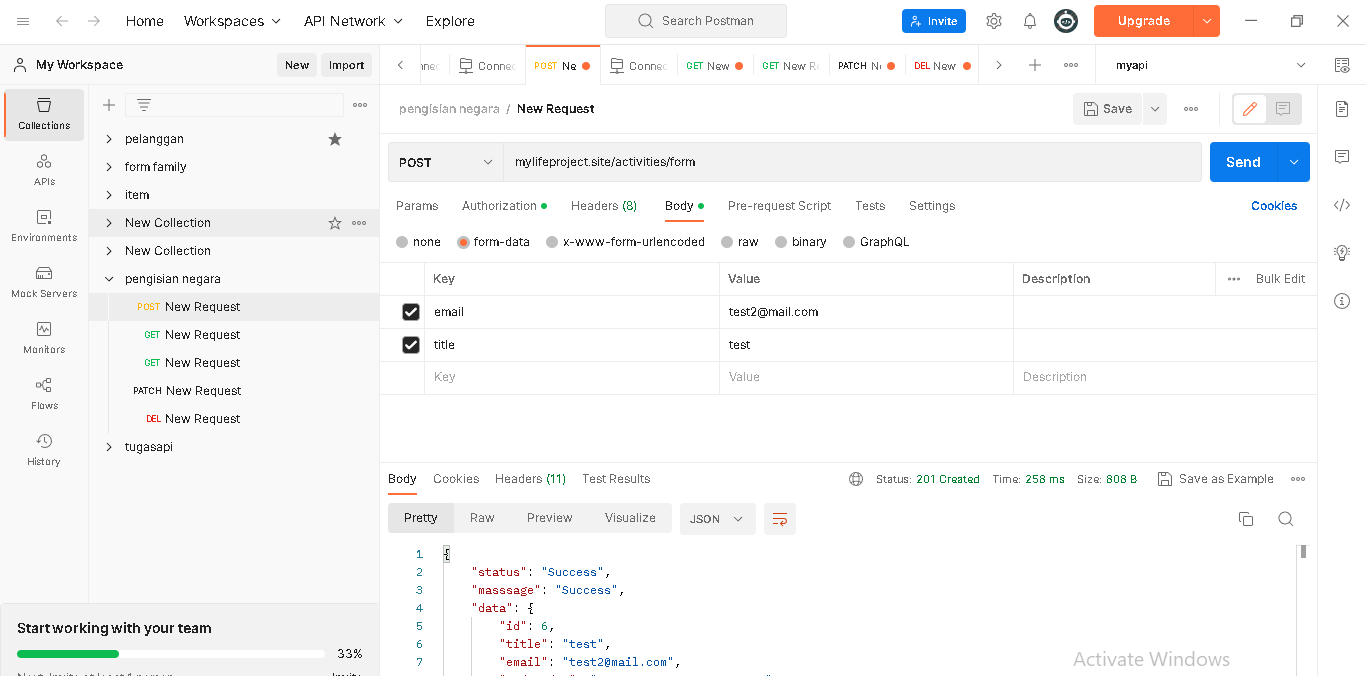 Home Workspaces API Network Explore Search Postman Invite Upgrade
My Workspace New Import Connec POST Ne Connec GET New GET New R PATCH N DEL New myapi
Collections
APIs
Environments
Mock Servers
Monitors
Flows
History
pelanggan
form family
item
New Collection
New Collection
pengisian negara
POST New Request
GET New Request
GET New Request
PATCH New Request
DEL New Request
tugasapi
Start working with your team
33%
pengisian negara / New Request Save
POST mylifeproject.site/activities/form Send
Params Authorization Headers (8) Body Pre-request Script Tests Settings Cookies
none form-data x-www-form-urlencoded raw binary GraphQL
Key Value Description Bulk Edit
email test2@mail.com
title test
Key Value Description
Body Cookies Headers (11) Test Results Status: 201 Created Time: 258 ms Size: 808 B Save as Example
Pretty Raw Preview Visualize JSON
1 {
2 "status": "Success",
3 "masssage": "Success",
4 "data": {
5 "id": 6,
6 "title": "test",
7 "email": "test2@mail.com",
Activate Windows